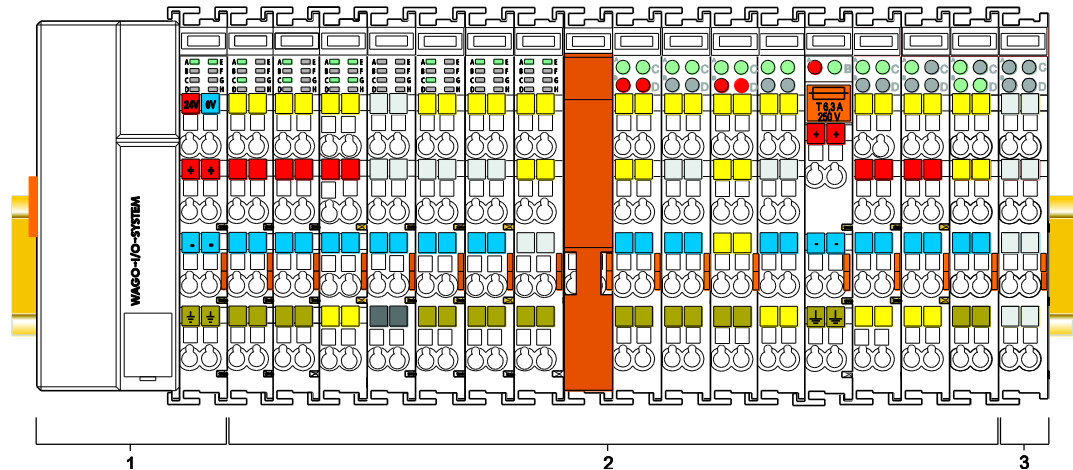 A E A E A E A E A E A E A E A E C C C B C C C C
B F B F B F B F B F B F B F B F
C G C G C G C G C G C G C G C G D D D D D D D D
D H D H D H D H D H D H D H D H
24V 0V
T 6,3 A
250 V
+ +
+ +
- -
- -
WAGO-I/O-SYSTEM
1
2
3